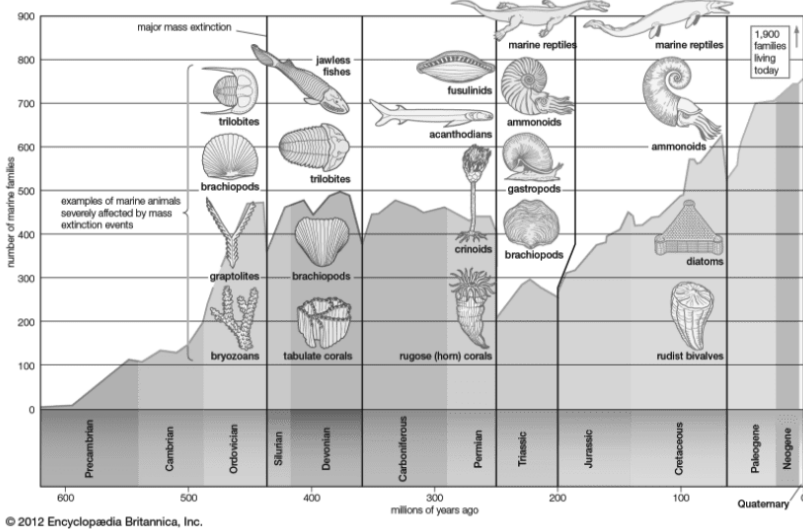 900
800
700
600
500
400
300
200
100
0
number of marine families
major mass extinction
examples of marine animals
severely affected by mass
extinction events
trilobites
brachiopods
graptolites
bryozoans
jawless
fishes
trilobites
brachiopods
tabulate corals
fusulinids
acanthodians
crinoids
rugose (horn) corals
marine reptiles
ammonoids
gastropods
brachiopods
marine reptiles
ammonoids
diatoms
rudist bivalves
1,900
families
living
today
Precambrian
Cambrian
Ordovician
Silurian
Devonian
Carboniferous
Permian
Triassic
Jurassic
Cretaceous
Paleogene
Neogene
Quaternary
600
500
400
300
200
100
0
millions of years ago
© 2012 Encyclopædia Britannica, Inc.